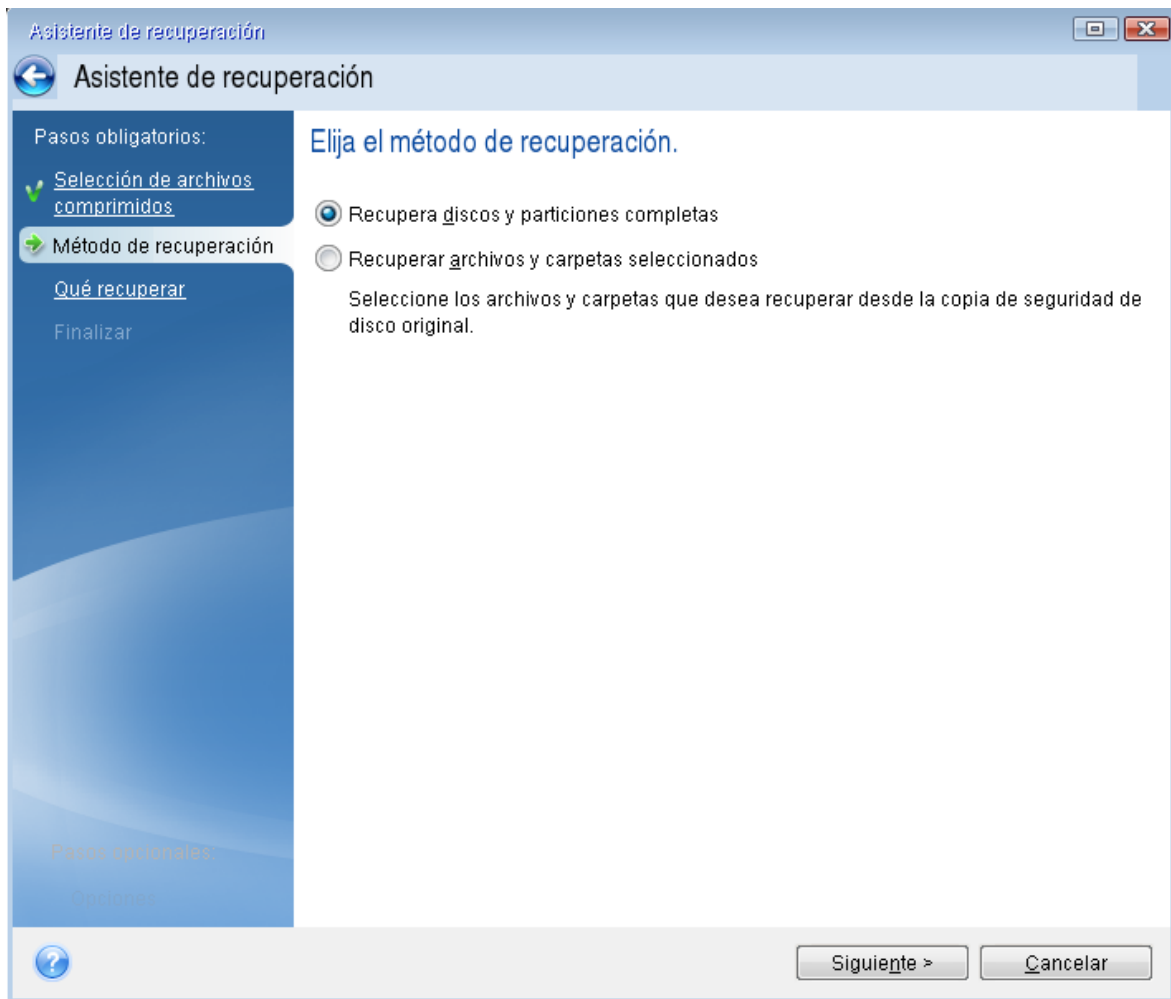 Asistente de recuperación
Asistente de recuperación
Pasos obligatorios:
Selección de archivos
comprimidos
Método de recuperación
Qué recuperar
Finalizar
Elija el método de recuperación.
Recupera discos y particiones completas
Recuperar archivos y carpetas seleccionados
Seleccione los archivos y carpetas que desea recuperar desde la copia de seguridad de
disco original.
Pasos opcionales:
Opciones
Siguiente >
Cancelar